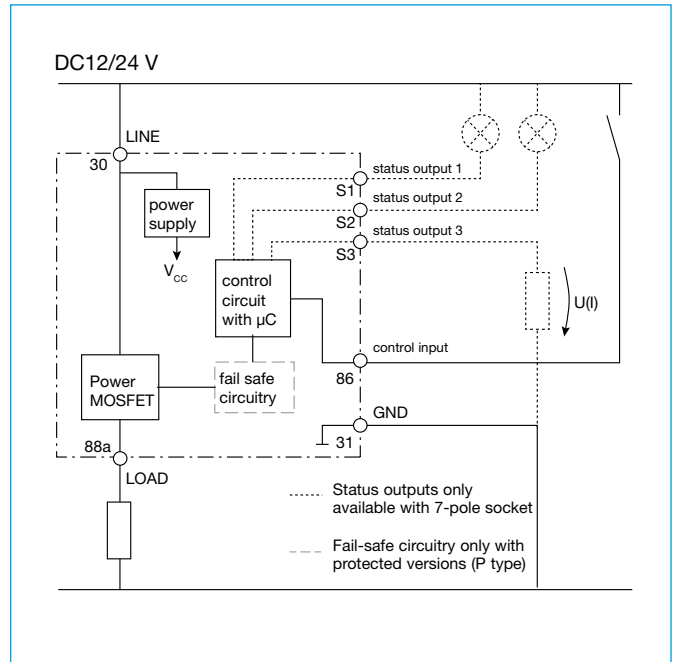 DC12/24 V
LINE
30
status output 1
S1
power
supply
status output 2
S2
status output 3
S3
VCC
control
circuit
with µC
U(I)
control input
86
Power
MOSFET
fail safe
circuitry
GND
31
88a
LOAD
Status outputs only
available with 7-pole socket
Fail-safe circuitry only with
protected versions (P type)